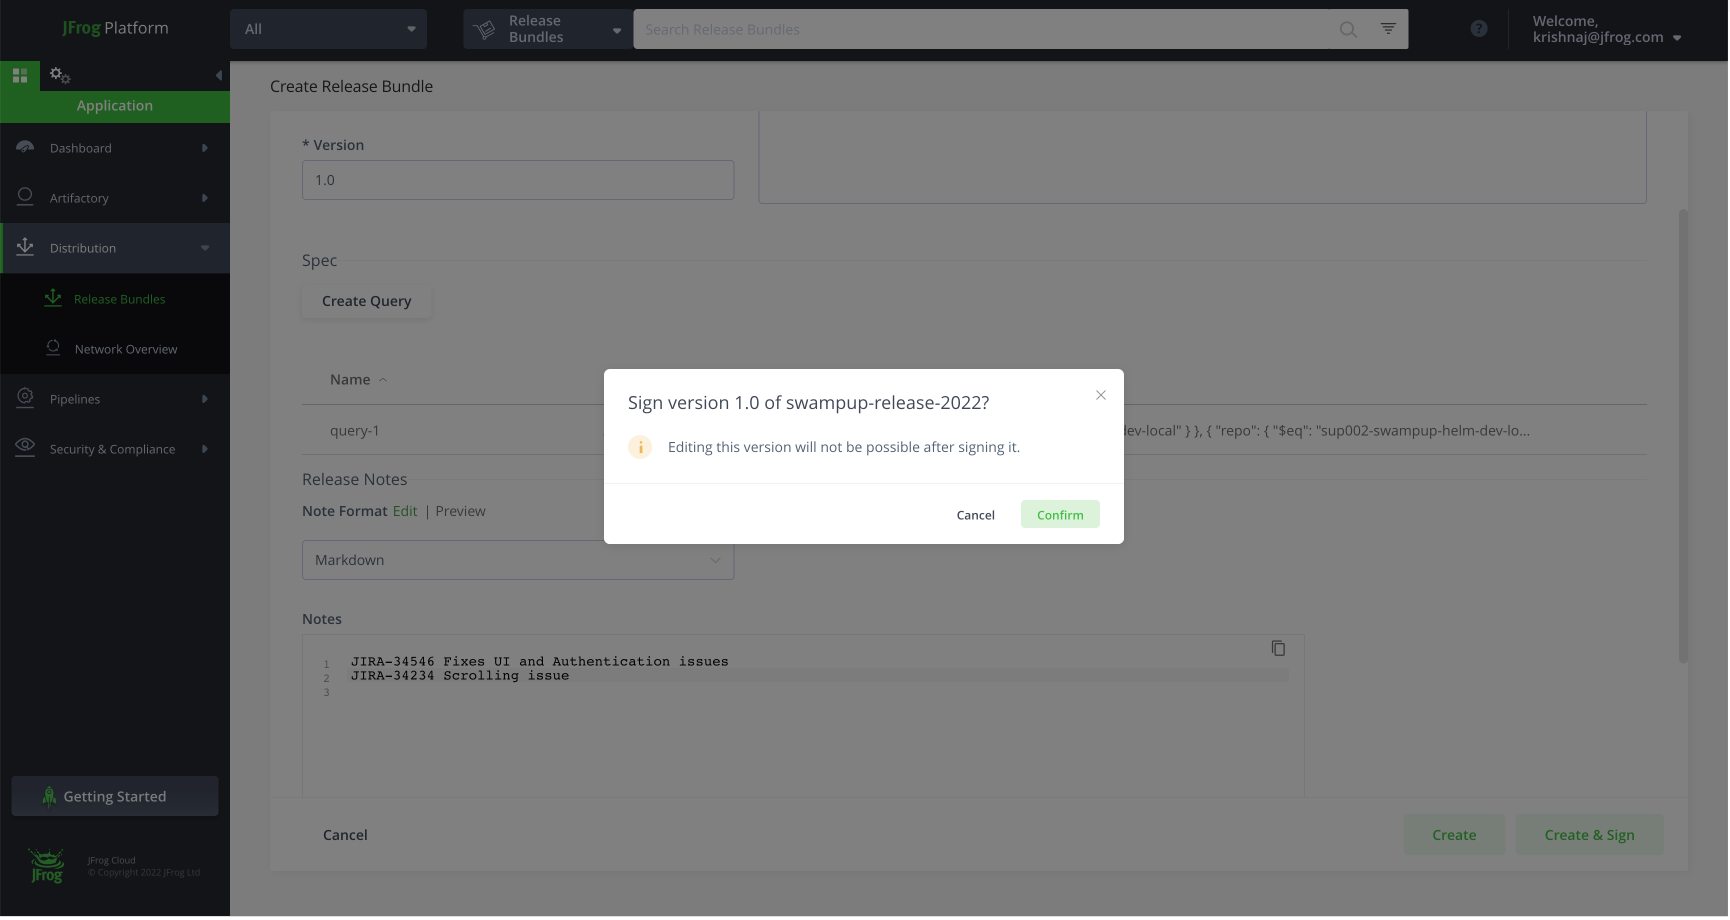 JFrog Platform
All
Release
Bundles
Search Release Bundles
Welcome,
krishnaj@jfrog.com
Application
Dashboard
Artifactory
Distribution
Release Bundles
Network Overview
Pipelines
Security & Compliance
Getting Started
JFrog
JFrog Cloud
© Copyright 2022 JFrog Ltd
Create Release Bundle
* Version
1.0
Spec
Create Query
Name
query-1
dev-local" } }, { "repo": { "$eq": "sup002-swampup-helm-dev-lo...
Sign version 1.0 of swampup-release-2022?
Editing this version will not be possible after signing it.
Cancel
Confirm
Release Notes
Note Format Edit | Preview
Markdown
Notes
1 JIRA-34546 Fixes UI and Authentication issues
2 JIRA-34234 Scrolling issue
3
Cancel
Create
Create & Sign